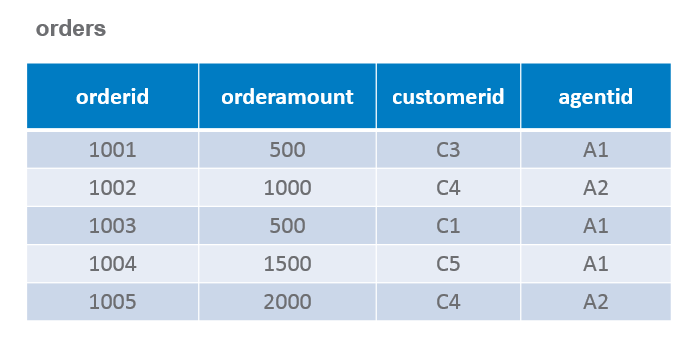 orders
orderid orderamount customerid agentid
1001 500 C3 A1
1002 1000 C4 A2
1003 500 C1 A1
1004 1500 C5 A1
1005 2000 C4 A2